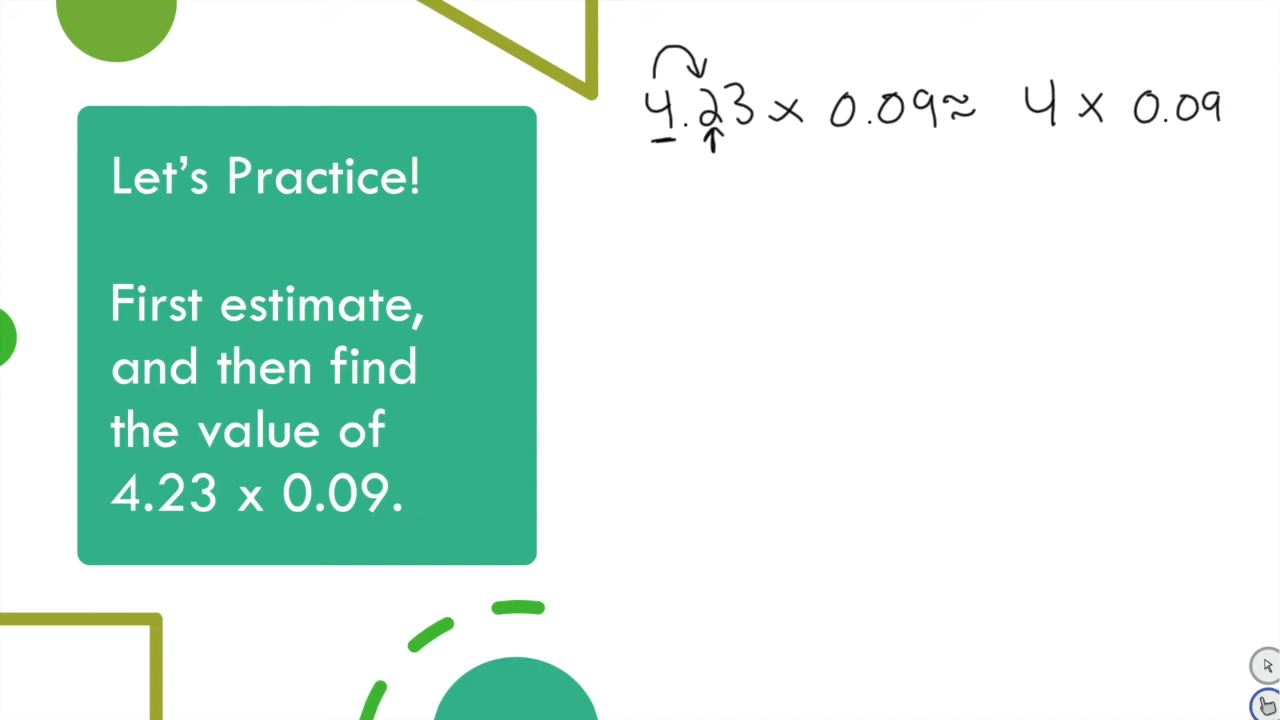 Let's Practice!
First estimate,
and then find
the value of
4.23 x 0.09.
4.23 x 0.09 ≈ 4 x 0.09